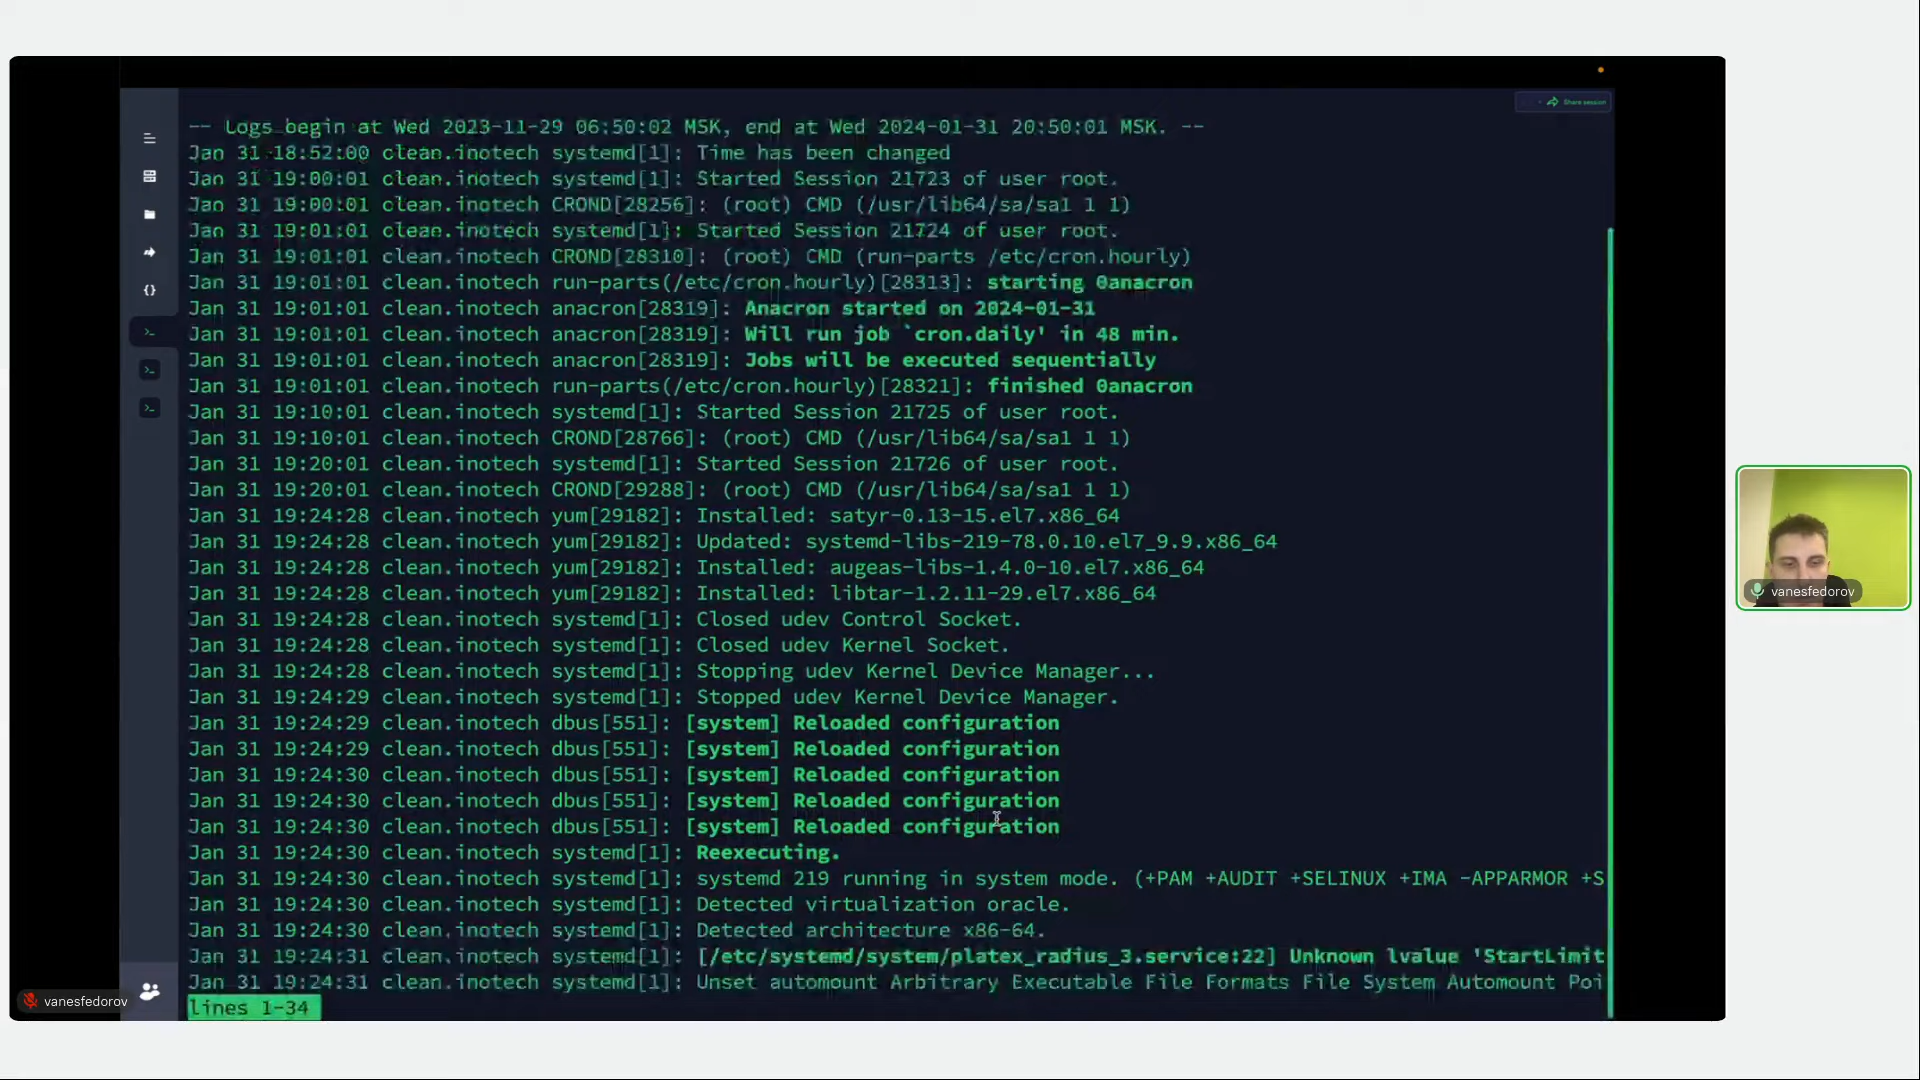 Share session
-- Logs begin at Wed 2023-11-29 06:50:02 MSK, end at Wed 2024-01-31 20:50:01 MSK. --
Jan 31 18:52:00 clean.inotech systemd[1]: Time has been changed
Jan 31 19:00:01 clean.inotech systemd[1]: Started Session 21723 of user root.
Jan 31 19:00:01 clean.inotech CROND[28256]: (root) CMD (/usr/lib64/sa/sa1 1 1)
Jan 31 19:01:01 clean.inotech systemd[1]: Started Session 21724 of user root.
Jan 31 19:01:01 clean.inotech CROND[28310]: (root) CMD (run-parts /etc/cron.hourly)
Jan 31 19:01:01 clean.inotech run-parts(/etc/cron.hourly)[28313]: starting 0anacron
Jan 31 19:01:01 clean.inotech anacron[28319]: Anacron started on 2024-01-31
Jan 31 19:01:01 clean.inotech anacron[28319]: Will run job `cron.daily' in 48 min.
Jan 31 19:01:01 clean.inotech anacron[28319]: Jobs will be executed sequentially
Jan 31 19:01:01 clean.inotech run-parts(/etc/cron.hourly)[28321]: finished 0anacron
Jan 31 19:10:01 clean.inotech systemd[1]: Started Session 21725 of user root.
Jan 31 19:10:01 clean.inotech CROND[28766]: (root) CMD (/usr/lib64/sa/sa1 1 1)
Jan 31 19:20:01 clean.inotech systemd[1]: Started Session 21726 of user root.
Jan 31 19:20:01 clean.inotech CROND[29288]: (root) CMD (/usr/lib64/sa/sa1 1 1)
Jan 31 19:24:28 clean.inotech yum[29182]: Installed: satyr-0.13-15.el7.x86_64
Jan 31 19:24:28 clean.inotech yum[29182]: Updated: systemd-libs-219-78.0.10.el7_9.9.x86_64
Jan 31 19:24:28 clean.inotech yum[29182]: Installed: augeas-libs-1.4.0-10.el7.x86_64
Jan 31 19:24:28 clean.inotech yum[29182]: Installed: libtar-1.2.11-29.el7.x86_64
Jan 31 19:24:28 clean.inotech systemd[1]: Closed udev Control Socket.
Jan 31 19:24:28 clean.inotech systemd[1]: Closed udev Kernel Socket.
Jan 31 19:24:28 clean.inotech systemd[1]: Stopping udev Kernel Device Manager...
Jan 31 19:24:29 clean.inotech systemd[1]: Stopped udev Kernel Device Manager.
Jan 31 19:24:29 clean.inotech dbus[551]: [system] Reloaded configuration
Jan 31 19:24:29 clean.inotech dbus[551]: [system] Reloaded configuration
Jan 31 19:24:30 clean.inotech dbus[551]: [system] Reloaded configuration
Jan 31 19:24:30 clean.inotech dbus[551]: [system] Reloaded configuration
Jan 31 19:24:30 clean.inotech dbus[551]: [system] Reloaded configuration
Jan 31 19:24:30 clean.inotech systemd[1]: Reexecuting.
Jan 31 19:24:30 clean.inotech systemd[1]: systemd 219 running in system mode. (+PAM +AUDIT +SELINUX +IMA -APPARMOR +S
Jan 31 19:24:30 clean.inotech systemd[1]: Detected virtualization oracle.
Jan 31 19:24:30 clean.inotech systemd[1]: Detected architecture x86-64.
Jan 31 19:24:31 clean.inotech systemd[1]: [/etc/systemd/system/platex_radius_3.service:22] Unknown lvalue 'StartLimit
Jan 31 19:24:31 clean.inotech systemd[1]: Unset automount Arbitrary Executable File Formats File System Automount Poi
lines 1-34
vanesfedorov
vanesfedorov